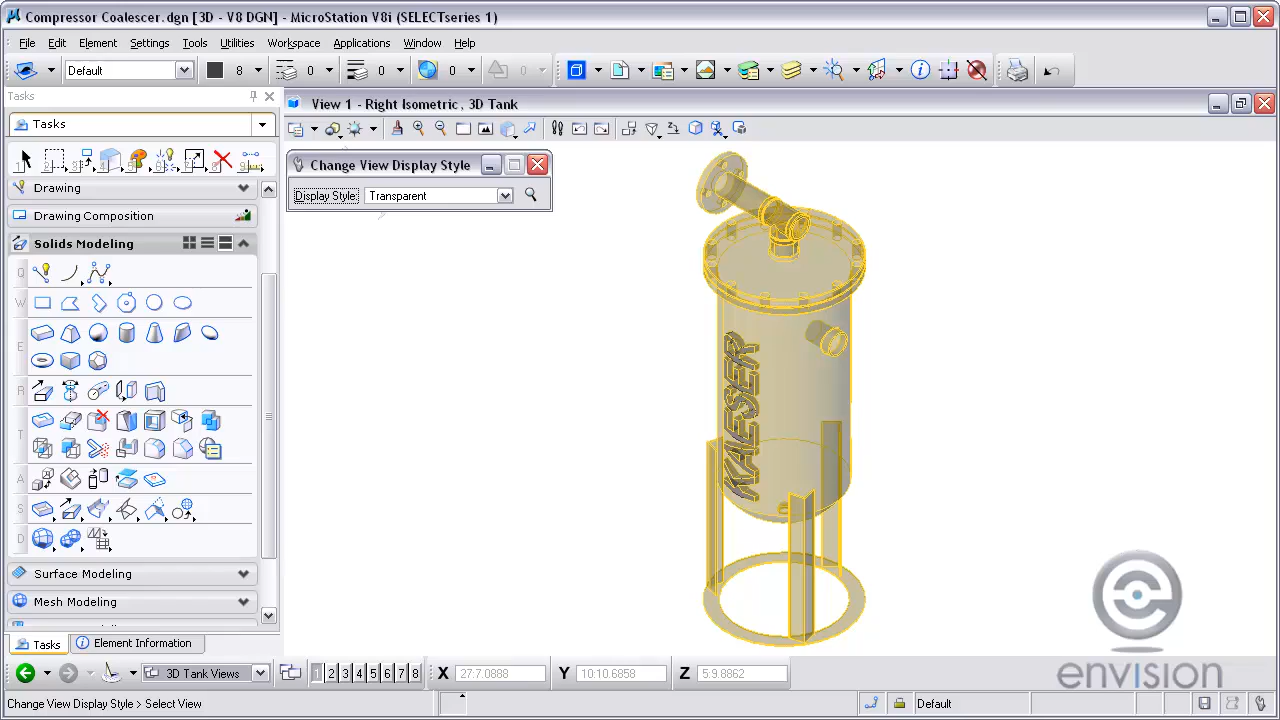 Compressor Coalescer.dgn [3D - V8 DGN] - MicroStation V8i (SELECTseries 1)
File Edit Element Settings Tools Utilities Workspace Applications Window Help
Default 3 0 0 0 0
Tasks
View 1 - Right Isometric, 3D Tank
Tasks
Change View Display Style
Display Style: Transparent
Drawing
Drawing Composition
Solids Modeling
Q
W
E
R
T
A
S
D
KAESER
Surface Modeling
Mesh Modeling
Tasks Element Information
3D Tank Views 1 2 3 4 5 6 7 8 X 27:7.0888 Y 10:10.6858 Z 5:9.8862
envision
Change View Display Style > Select View Default